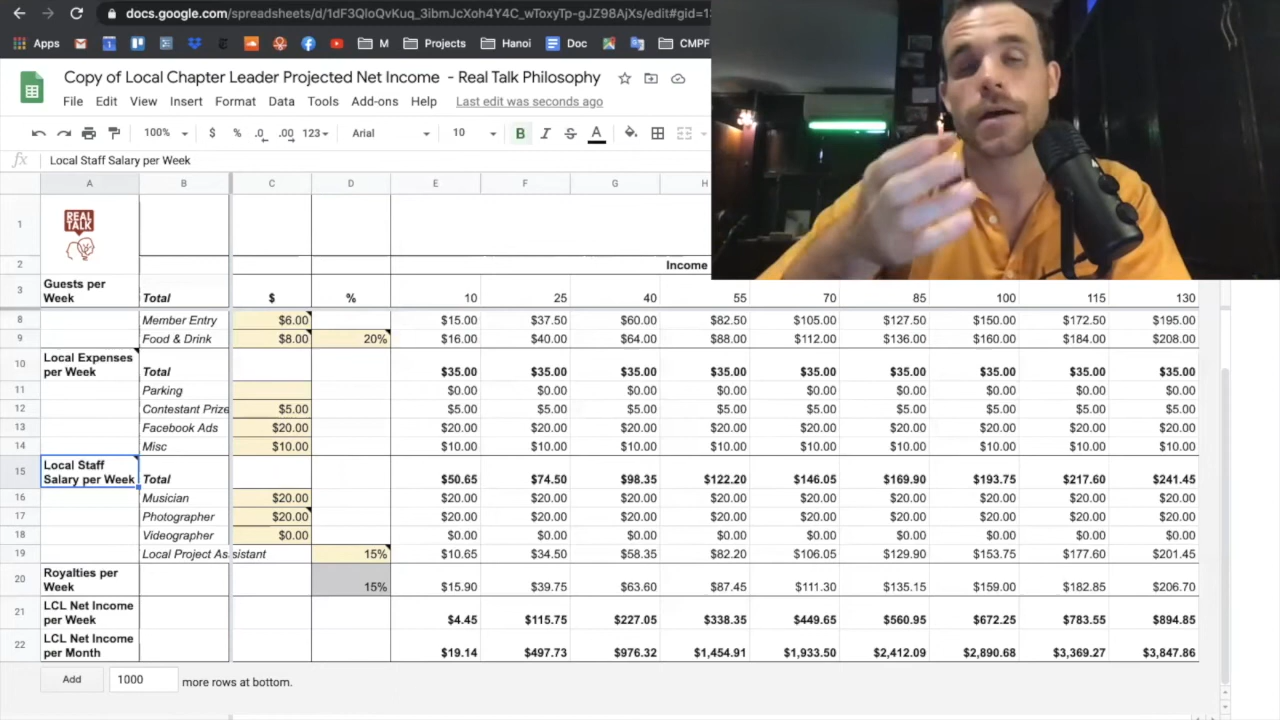 docs.google.com/spreadsheets/d/1dF3QloQvKuq_3ibmJcXoh4Y4C_wToxyTp-gJZ98AjXs/edit#gid=1
Apps M Projects Hanoi Doc CMPF
Copy of Local Chapter Leader Projected Net Income - Real Talk Philosophy
File Edit View Insert Format Data Tools Add-ons Help Last edit was seconds ago
100% $ % .0 .00 123 Arial 10 B I S A
fx Local Staff Salary per Week
A B C D E F G H
1 REAL TALK
2 Income
3 Guests per Week Total $ % 10 25 40 55 70 85 100 115 130
8 Member Entry $6.00 $15.00 $37.50 $60.00 $82.50 $105.00 $127.50 $150.00 $172.50 $195.00
9 Food & Drink $8.00 20% $16.00 $40.00 $64.00 $88.00 $112.00 $136.00 $160.00 $184.00 $208.00
10 Local Expenses per Week Total $35.00 $35.00 $35.00 $35.00 $35.00 $35.00 $35.00 $35.00 $35.00
11 Parking $0.00 $0.00 $0.00 $0.00 $0.00 $0.00 $0.00 $0.00 $0.00
12 Contestant Prize $5.00 $5.00 $5.00 $5.00 $5.00 $5.00 $5.00 $5.00 $5.00 $5.00
13 Facebook Ads $20.00 $20.00 $20.00 $20.00 $20.00 $20.00 $20.00 $20.00 $20.00 $20.00
14 Misc $10.00 $10.00 $10.00 $10.00 $10.00 $10.00 $10.00 $10.00 $10.00 $10.00
15 Local Staff Salary per Week Total $50.65 $74.50 $98.35 $122.20 $146.05 $169.90 $193.75 $217.60 $241.45
16 Musician $20.00 $20.00 $20.00 $20.00 $20.00 $20.00 $20.00 $20.00 $20.00 $20.00
17 Photographer $20.00 $20.00 $20.00 $20.00 $20.00 $20.00 $20.00 $20.00 $20.00 $20.00
18 Videographer $0.00 $0.00 $0.00 $0.00 $0.00 $0.00 $0.00 $0.00 $0.00 $0.00
19 Local Project Assistant 15% $10.65 $34.50 $58.35 $82.20 $106.05 $129.90 $153.75 $177.60 $201.45
20 Royalties per Week 15% $15.90 $39.75 $63.60 $87.45 $111.30 $135.15 $159.00 $182.85 $206.70
21 LCL Net Income per Week $4.45 $115.75 $227.05 $338.35 $449.65 $560.95 $672.25 $783.55 $894.85
22 LCL Net Income per Month $19.14 $497.73 $976.32 $1,454.91 $1,933.50 $2,412.09 $2,890.68 $3,369.27 $3,847.86
Add 1000 more rows at bottom.